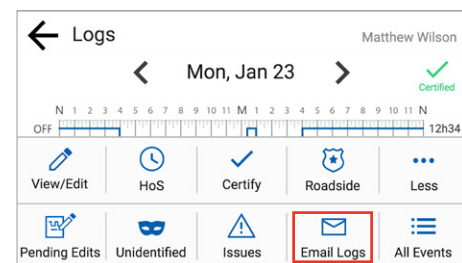 Logs
Matthew Wilson
Mon, Jan 23
Certified
N 1 2 3 4 5 6 7 8 9 10 11 M 1 2 3 4 5 6 7 8 9 10 11 N
OFF 12h34
View/Edit HoS Certify Roadside Less
Pending Edits Unidentified Issues Email Logs All Events